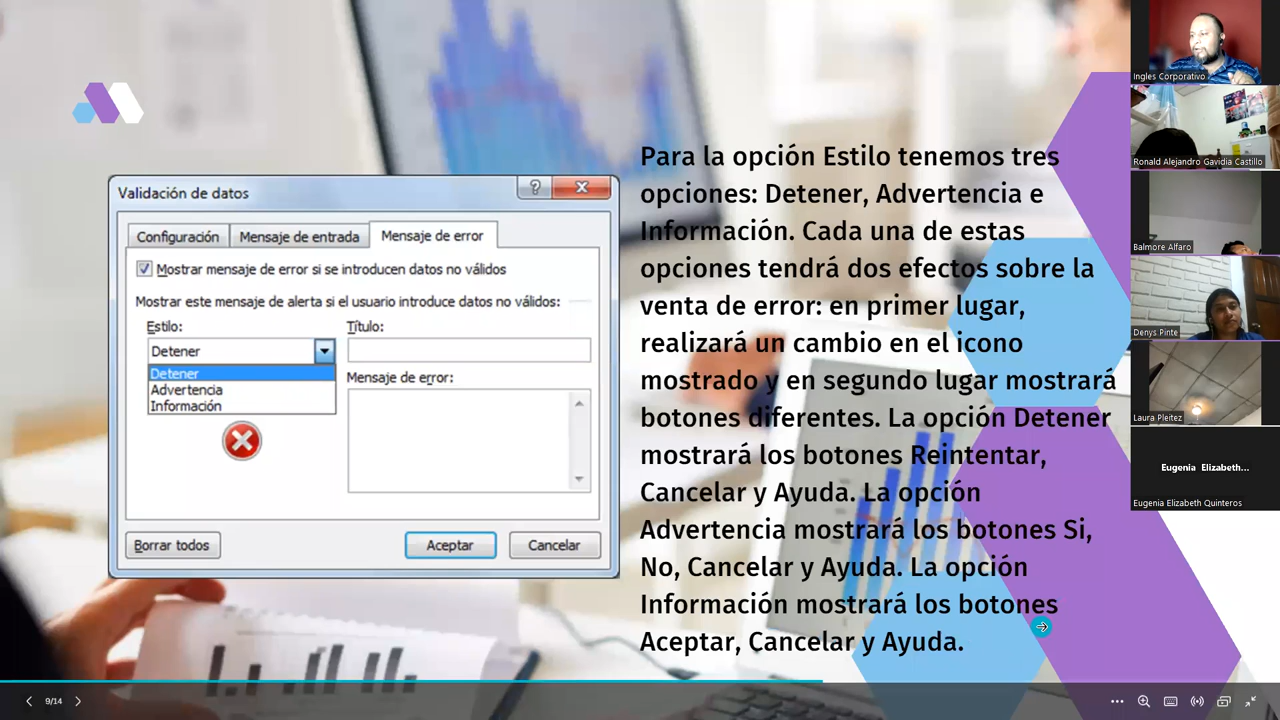 Validación de datos
Configuración
Mensaje de entrada
Mensaje de error
Mostrar mensaje de error si se introducen datos no válidos
Mostrar este mensaje de alerta si el usuario introduce datos no válidos:
Estilo:
Título:
Detener
Detener
Advertencia
Información
Mensaje de error:
Borrar todos
Aceptar
Cancelar
Para la opción Estilo tenemos tres
opciones: Detener, Advertencia e
Información. Cada una de estas
opciones tendrá dos efectos sobre la
venta de error: en primer lugar,
realizará un cambio en el icono
mostrado y en segundo lugar mostrará
botones diferentes. La opción Detener
mostrará los botones Reintentar,
Cancelar y Ayuda. La opción
Advertencia mostrará los botones Si,
No, Cancelar y Ayuda. La opción
Información mostrará los botones
Aceptar, Cancelar y Ayuda.
Ingles Corporativo
Ronald Alejandro Gavidia Castillo
Balmore Alfaro
Denys Pinte
Laura Pleitez
Eugenia Elizabeth...
Eugenia Elizabeth Quinteros
9/14